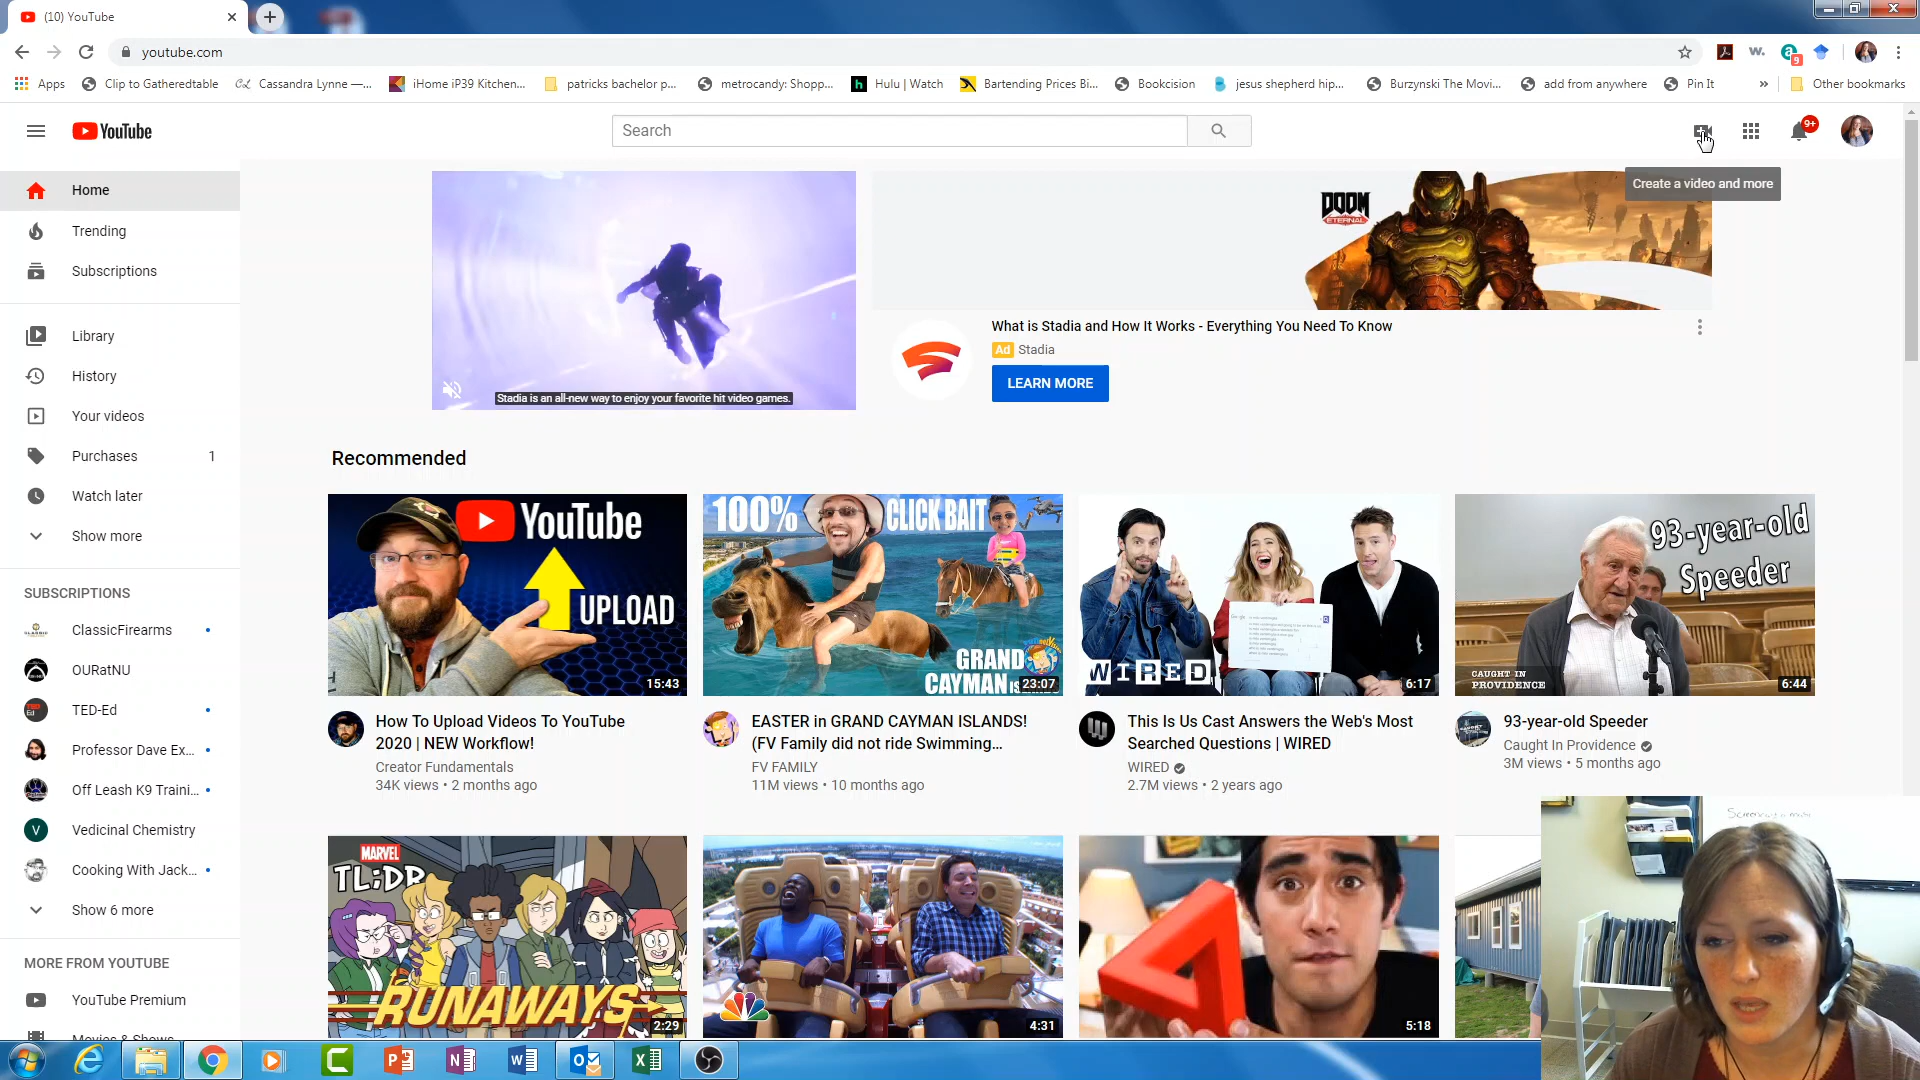 (10) YouTube
youtube.com
Apps
Clip to Gatheredtable
Cassandra Lynne —...
iHome iP39 Kitchen...
patricks bachelor p...
metrocandy: Shopp...
Hulu | Watch
Bartending Prices Bi...
Bookcision
jesus shepherd hip...
Burzynski The Movi...
add from anywhere
Pin It
Other bookmarks
YouTube
Search
9+
Create a video and more
Home
Trending
Subscriptions
Library
History
Your videos
Purchases 1
Watch later
Show more
SUBSCRIPTIONS
ClassicFirearms
OURatNU
TED-Ed
Professor Dave Ex...
Off Leash K9 Traini...
Vedicinal Chemistry
Cooking With Jack...
Show 6 more
MORE FROM YOUTUBE
YouTube Premium
Movies & Shows
Stadia is an all-new way to enjoy your favorite hit video games.
DOOM
ETERNAL
What is Stadia and How It Works - Everything You Need To Know
Ad Stadia
LEARN MORE
Recommended
YouTube
UPLOAD
15:43
How To Upload Videos To YouTube
2020 | NEW Workflow!
Creator Fundamentals
34K views • 2 months ago
100% CLICK BAIT
GRAND
CAYMAN
23:07
EASTER in GRAND CAYMAN ISLANDS!
(FV Family did not ride Swimming...
FV FAMILY
11M views • 10 months ago
WIRED
6:17
This Is Us Cast Answers the Web's Most
Searched Questions | WIRED
WIRED
2.7M views • 2 years ago
93-year-old
Speeder
CAUGHT IN
PROVIDENCE
6:44
93-year-old Speeder
Caught In Providence
3M views • 5 months ago
MARVEL
TL;DR
RUNAWAYS
2:29
4:31
5:18